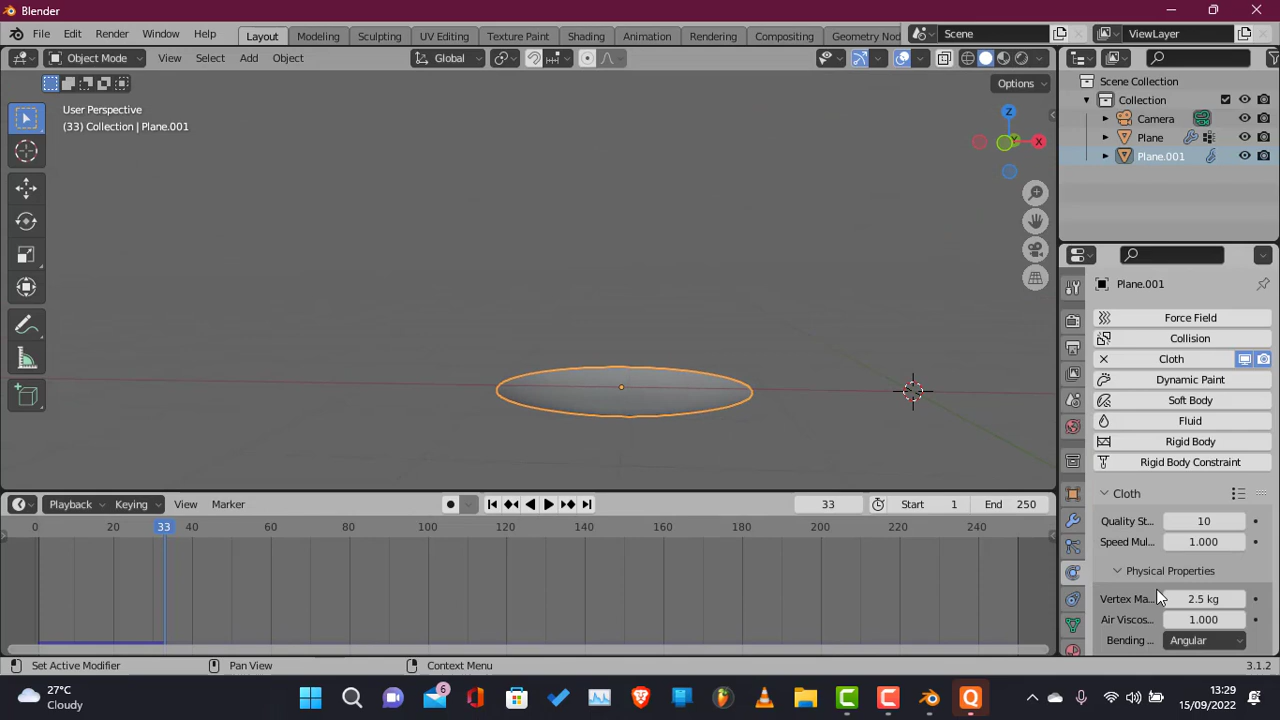 Blender
File Edit Render Window Help Layout Modeling Sculpting UV Editing Texture Paint Shading Animation Rendering Compositing Geometry Nod Scene ViewLayer
Object Mode View Select Add Object Global
Options
User Perspective
(33) Collection | Plane.001
Z
Y
X
Scene Collection
Collection
Camera
Plane
Plane.001
Plane.001
Force Field
Collision
Cloth
Dynamic Paint
Soft Body
Fluid
Rigid Body
Rigid Body Constraint
Cloth
Quality St... 10
Speed Mul... 1.000
Physical Properties
Vertex Ma... 2.5 kg
Air Viscos... 1.000
Bending ... Angular
Playback Keying View Marker 33 Start 1 End 250
0 20 33 40 60 80 100 120 140 160 180 200 220 240
Set Active Modifier Pan View Context Menu 3.1.2
27°C
Cloudy
6
Q
13:29
15/09/2022